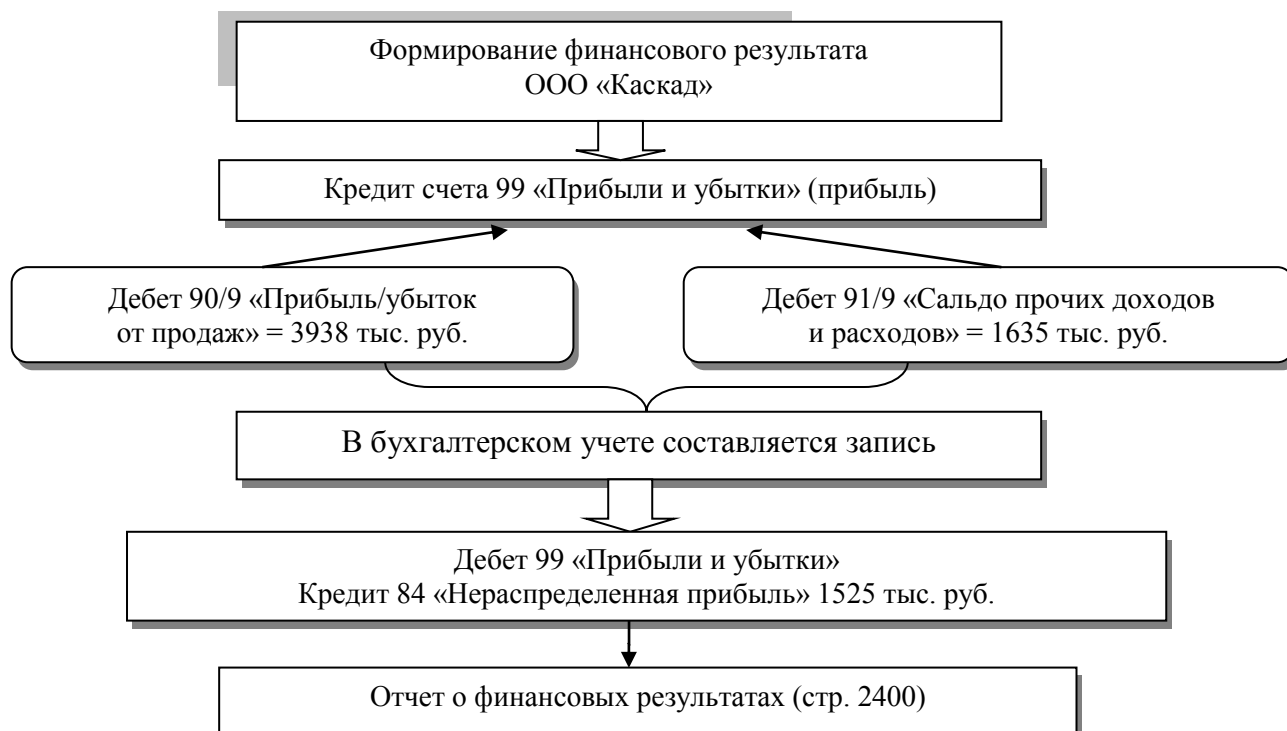 Формирование финансового результата
ООО «Каскад»
Кредит счета 99 «Прибыли и убытки» (прибыль)
Дебет 90/9 «Прибыль/убыток
от продаж» = 3938 тыс. руб.
Дебет 91/9 «Сальдо прочих доходов
и расходов» = 1635 тыс. руб.
В бухгалтерском учете составляется запись
Дебет 99 «Прибыли и убытки»
Кредит 84 «Нераспределенная прибыль» 1525 тыс. руб.
Отчет о финансовых результатах (стр. 2400)